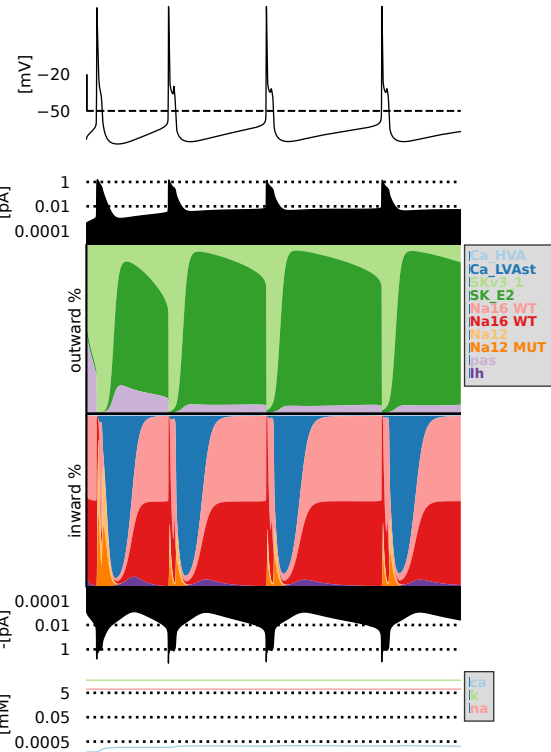 [mV]
−20
−50
[pA]
1
0.01
0.0001
outward %
Ca_HVA
Ca_LVAst
SKv3_1
SK_E2
Na16 WT
Na16 WT
Na12
Na12 MUT
pas
Ih
inward %
0.0001
0.01
1
-[pA]
ca
k
na
5
0.05
0.0005
[mM]